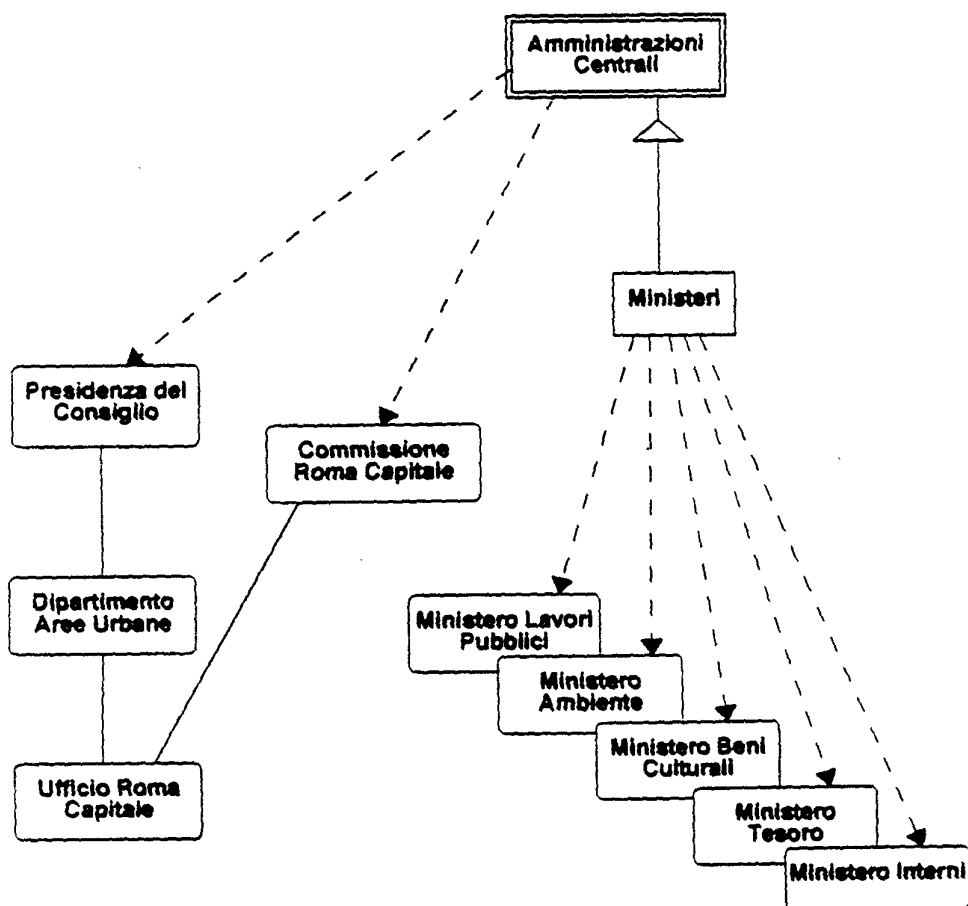 Amministrazioni
Centrali
Ministeri
Presidenza del
Consiglio
Commissione
Roma Capitale
Dipartimento
Aree Urbane
Ministero Lavori
Pubblici
Ministero
Ambiente
Ministero Beni
Culturali
Ufficio Roma
Capitale
Ministero
Tesoro
Ministero Interni